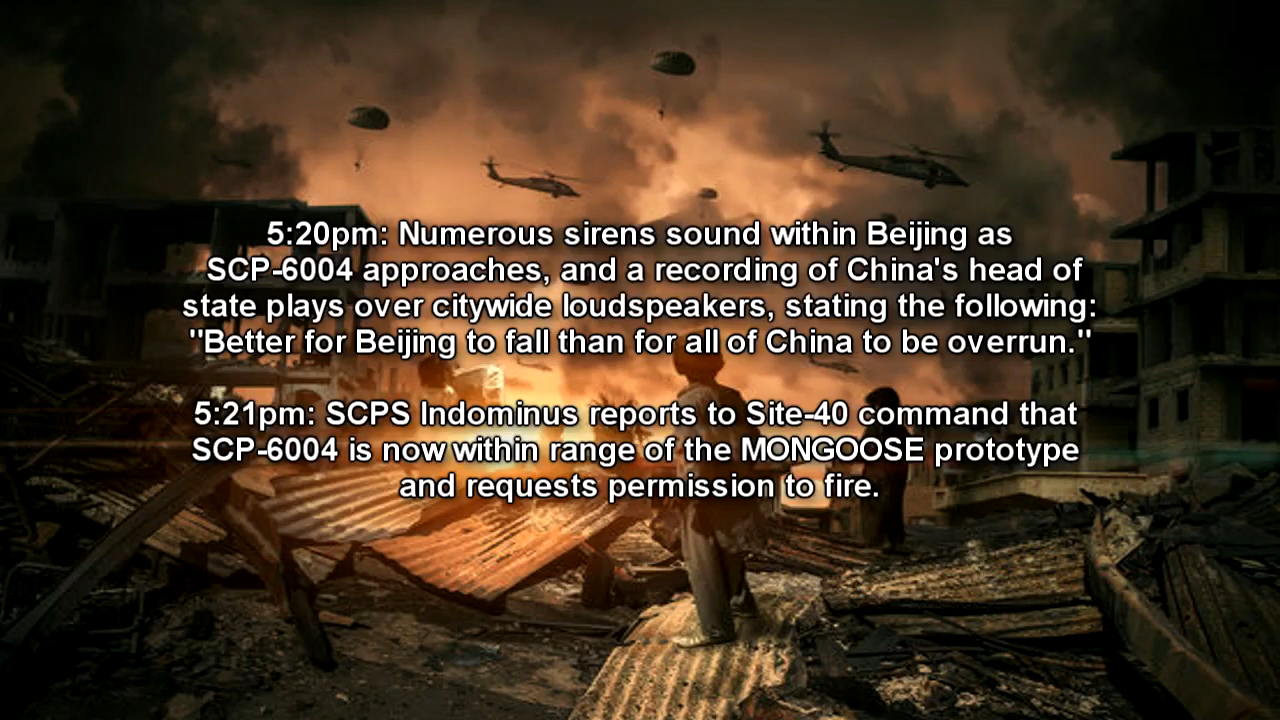 5:20pm: Numerous sirens sound within Beijing as
SCP-6004 approaches, and a recording of China's head of
state plays over citywide loudspeakers, stating the following:
"Better for Beijing to fall than for all of China to be overrun."
5:21pm: SCPS Indominus reports to Site-40 command that
SCP-6004 is now within range of the MONGOOSE prototype
and requests permission to fire.